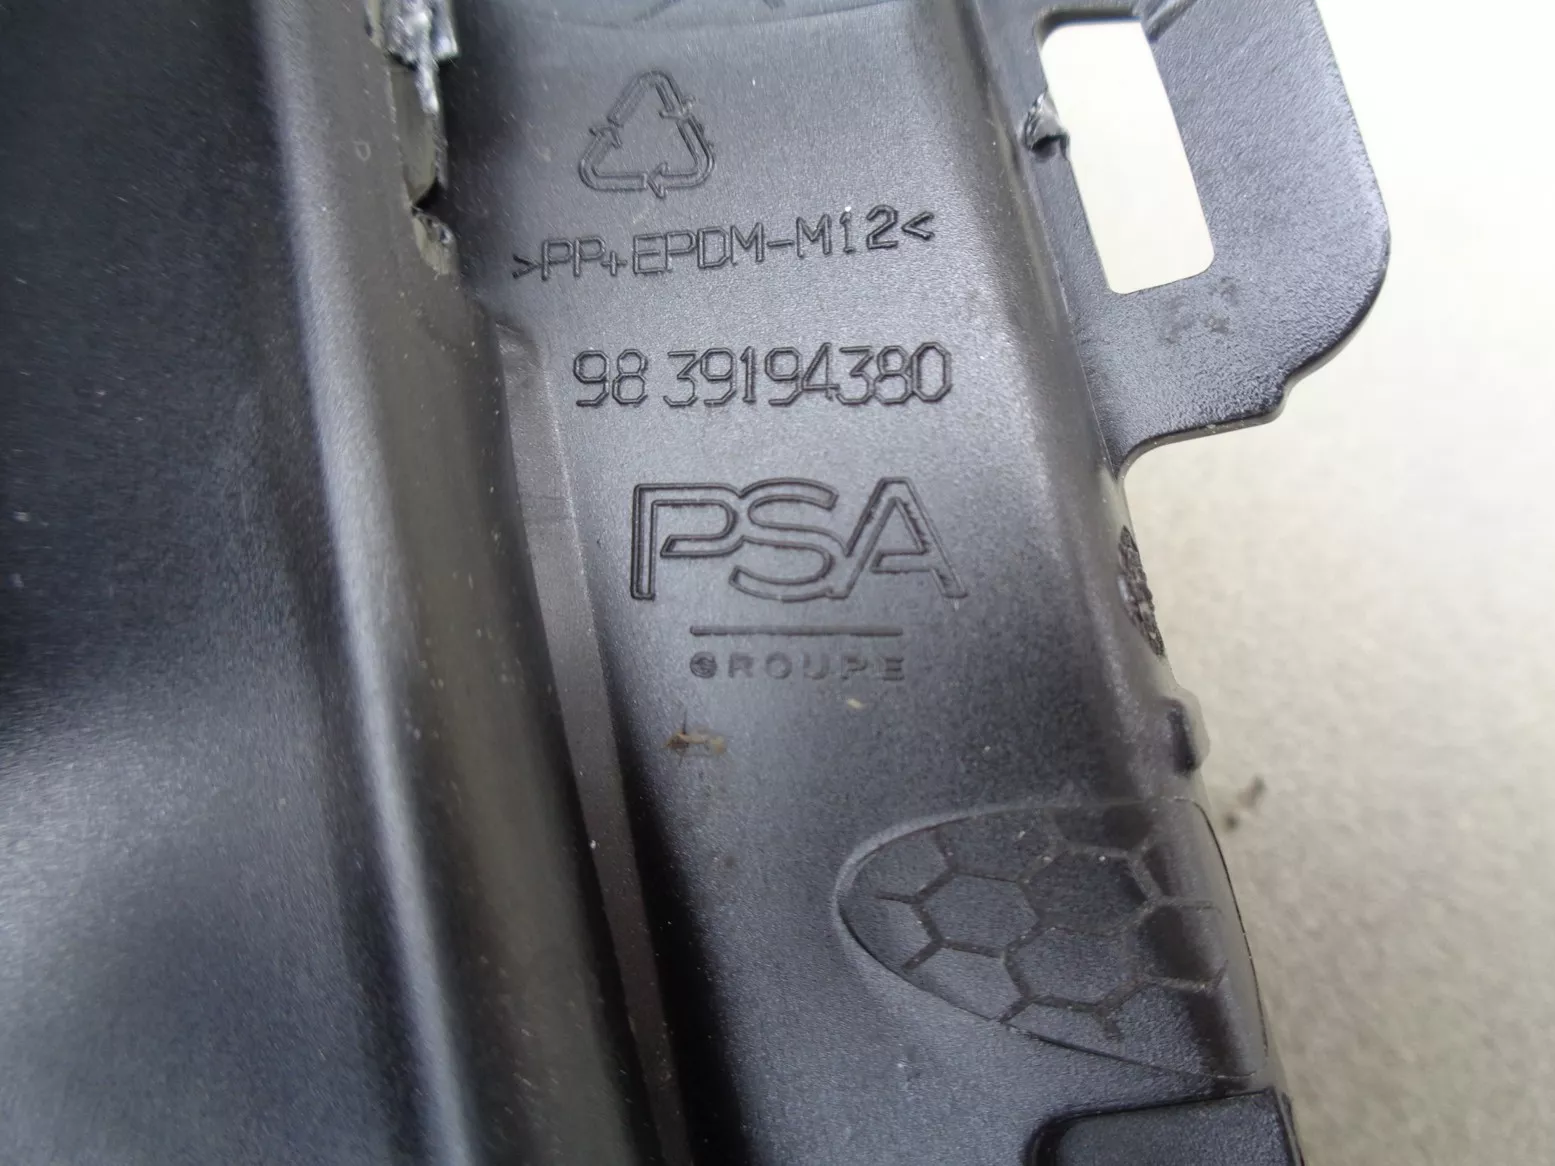 >PP+EPDM-M12<
98 39194380
PSA
GROUPE